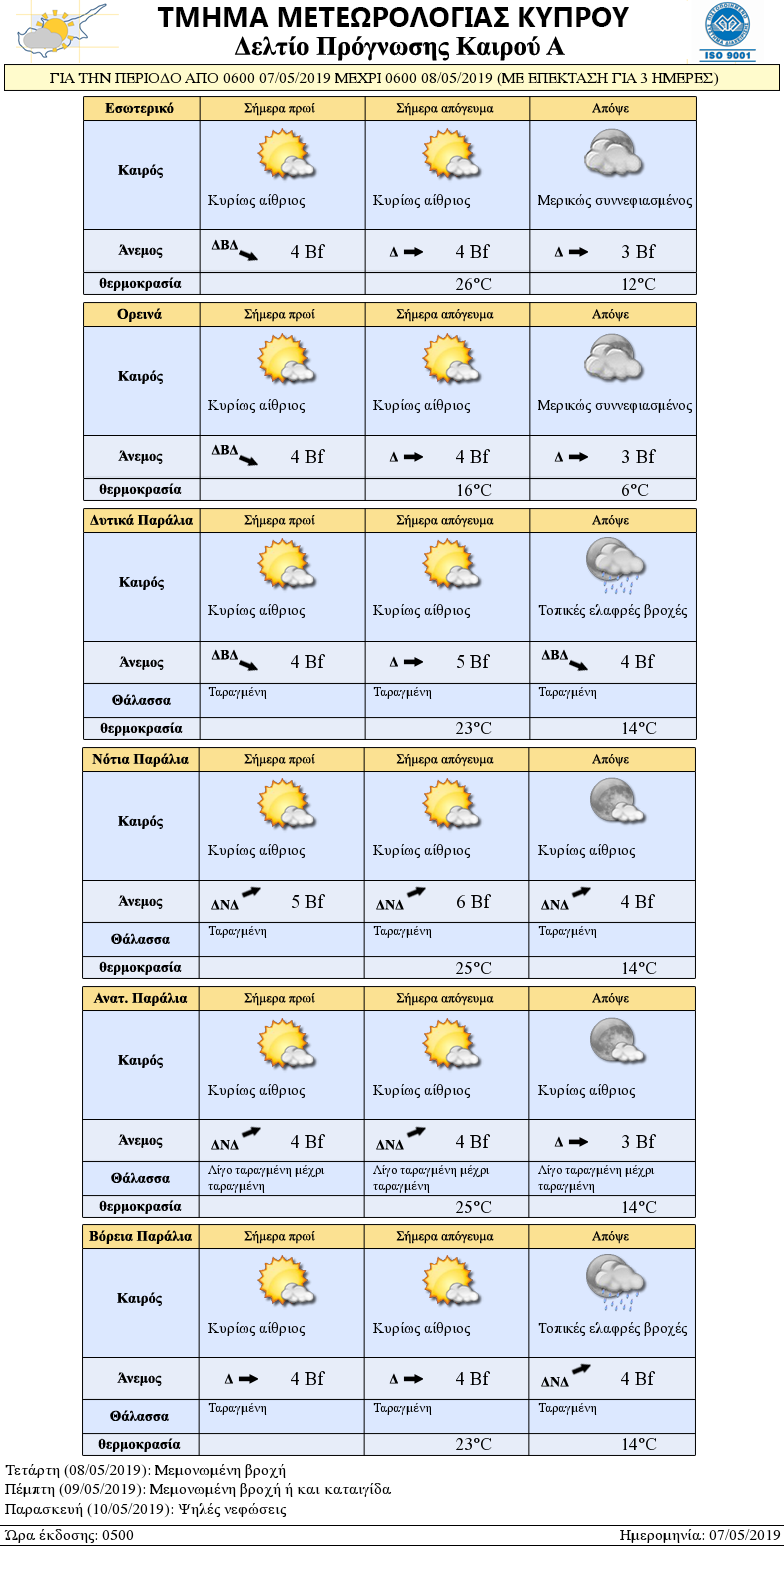 ΤΜΗΜΑ ΜΕΤΕΩΡΟΛΟΓΙΑΣ ΚΥΠΡΟΥ
Δελτίο Πρόγνωσης Καιρού Α
ISO 9001
ΓΙΑ ΤΗΝ ΠΕΡΙΟΔΟ ΑΠΟ 0600 07/05/2019 ΜΕΧΡΙ 0600 08/05/2019 (ΜΕ ΕΠΕΚΤΑΣΗ ΓΙΑ 3 ΗΜΕΡΕΣ)
Εσωτερικό Σήμερα πρωί Σήμερα απόγευμα Απόψε
Καιρός
Κυρίως αίθριος Κυρίως αίθριος Μερικώς συννεφιασμένος
Άνεμος ΔΒΔ 4 Bf Δ 4 Bf Δ 3 Bf
θερμοκρασία 26°C 12°C
Ορεινά Σήμερα πρωί Σήμερα απόγευμα Απόψε
Καιρός
Κυρίως αίθριος Κυρίως αίθριος Μερικώς συννεφιασμένος
Άνεμος ΔΒΔ 4 Bf Δ 4 Bf Δ 3 Bf
θερμοκρασία 16°C 6°C
Δυτικά Παράλια Σήμερα πρωί Σήμερα απόγευμα Απόψε
Καιρός
Κυρίως αίθριος Κυρίως αίθριος Τοπικές ελαφρές βροχές
Άνεμος ΔΒΔ 4 Bf Δ 5 Bf ΔΒΔ 4 Bf
Θάλασσα Ταραγμένη Ταραγμένη Ταραγμένη
θερμοκρασία 23°C 14°C
Νότια Παράλια Σήμερα πρωί Σήμερα απόγευμα Απόψε
Καιρός
Κυρίως αίθριος Κυρίως αίθριος Κυρίως αίθριος
Άνεμος ΔΝΔ 5 Bf ΔΝΔ 6 Bf ΔΝΔ 4 Bf
Θάλασσα Ταραγμένη Ταραγμένη Ταραγμένη
θερμοκρασία 25°C 14°C
Ανατ. Παράλια Σήμερα πρωί Σήμερα απόγευμα Απόψε
Καιρός
Κυρίως αίθριος Κυρίως αίθριος Κυρίως αίθριος
Άνεμος ΔΝΔ 4 Bf ΔΝΔ 4 Bf Δ 3 Bf
Θάλασσα Λίγο ταραγμένη μέχρι ταραγμένη Λίγο ταραγμένη μέχρι ταραγμένη Λίγο ταραγμένη μέχρι ταραγμένη
θερμοκρασία 25°C 14°C
Βόρεια Παράλια Σήμερα πρωί Σήμερα απόγευμα Απόψε
Καιρός
Κυρίως αίθριος Κυρίως αίθριος Τοπικές ελαφρές βροχές
Άνεμος Δ 4 Bf Δ 4 Bf ΔΝΔ 4 Bf
Θάλασσα Ταραγμένη Ταραγμένη Ταραγμένη
θερμοκρασία 23°C 14°C
Τετάρτη (08/05/2019): Μεμονωμένη βροχή
Πέμπτη (09/05/2019): Μεμονωμένη βροχή ή και καταιγίδα
Παρασκευή (10/05/2019): Ψηλές νεφώσεις
Ώρα έκδοσης: 0500 Ημερομηνία: 07/05/2019